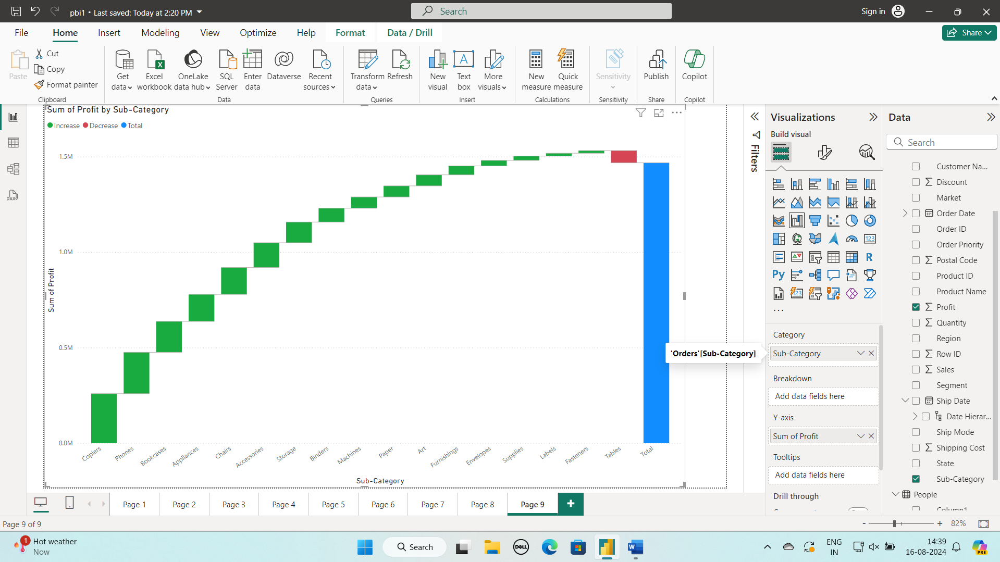 pbi1 • Last saved: Today at 2:20 PM
Search
Sign in
File
Home
Insert
Modeling
View
Optimize
Help
Format
Data / Drill
Share
Paste
Cut
Copy
Format painter
Clipboard
Get data
Excel workbook
OneLake data hub
SQL Server
Enter data
Dataverse
Recent sources
Data
Transform data
Refresh
Queries
New visual
Text box
More visuals
Insert
New measure
Quick measure
Calculations
Sensitivity
Sensitivity
Publish
Share
Copilot
Copilot
DAX
Sum of Profit by Sub-Category
Increase
Decrease
Total
1.5M
1.0M
0.5M
0.0M
Sum of Profit
Copiers
Phones
Bookcases
Appliances
Chairs
Accessories
Storage
Binders
Machines
Paper
Art
Furnishings
Envelopes
Supplies
Labels
Fasteners
Tables
Total
Sub-Category
'Orders'[Sub-Category]
Filters
Visualizations
Build visual
123
R
Py
123
...
Category
Sub-Category
Breakdown
Add data fields here
Y-axis
Sum of Profit
Tooltips
Add data fields here
Drill through
Data
Search
Customer Na...
Discount
Market
Order Date
Order ID
Order Priority
Postal Code
Product ID
Product Name
Profit
Quantity
Region
Row ID
Sales
Segment
Ship Date
Date Hierar...
Ship Mode
Shipping Cost
State
Sub-Category
People
Column1
Page 1
Page 2
Page 3
Page 4
Page 5
Page 6
Page 7
Page 8
Page 9
Page 9 of 9
82%
1
Hot weather
Now
Search
DELL
W
ENG
IN
14:39
16-08-2024
PRE